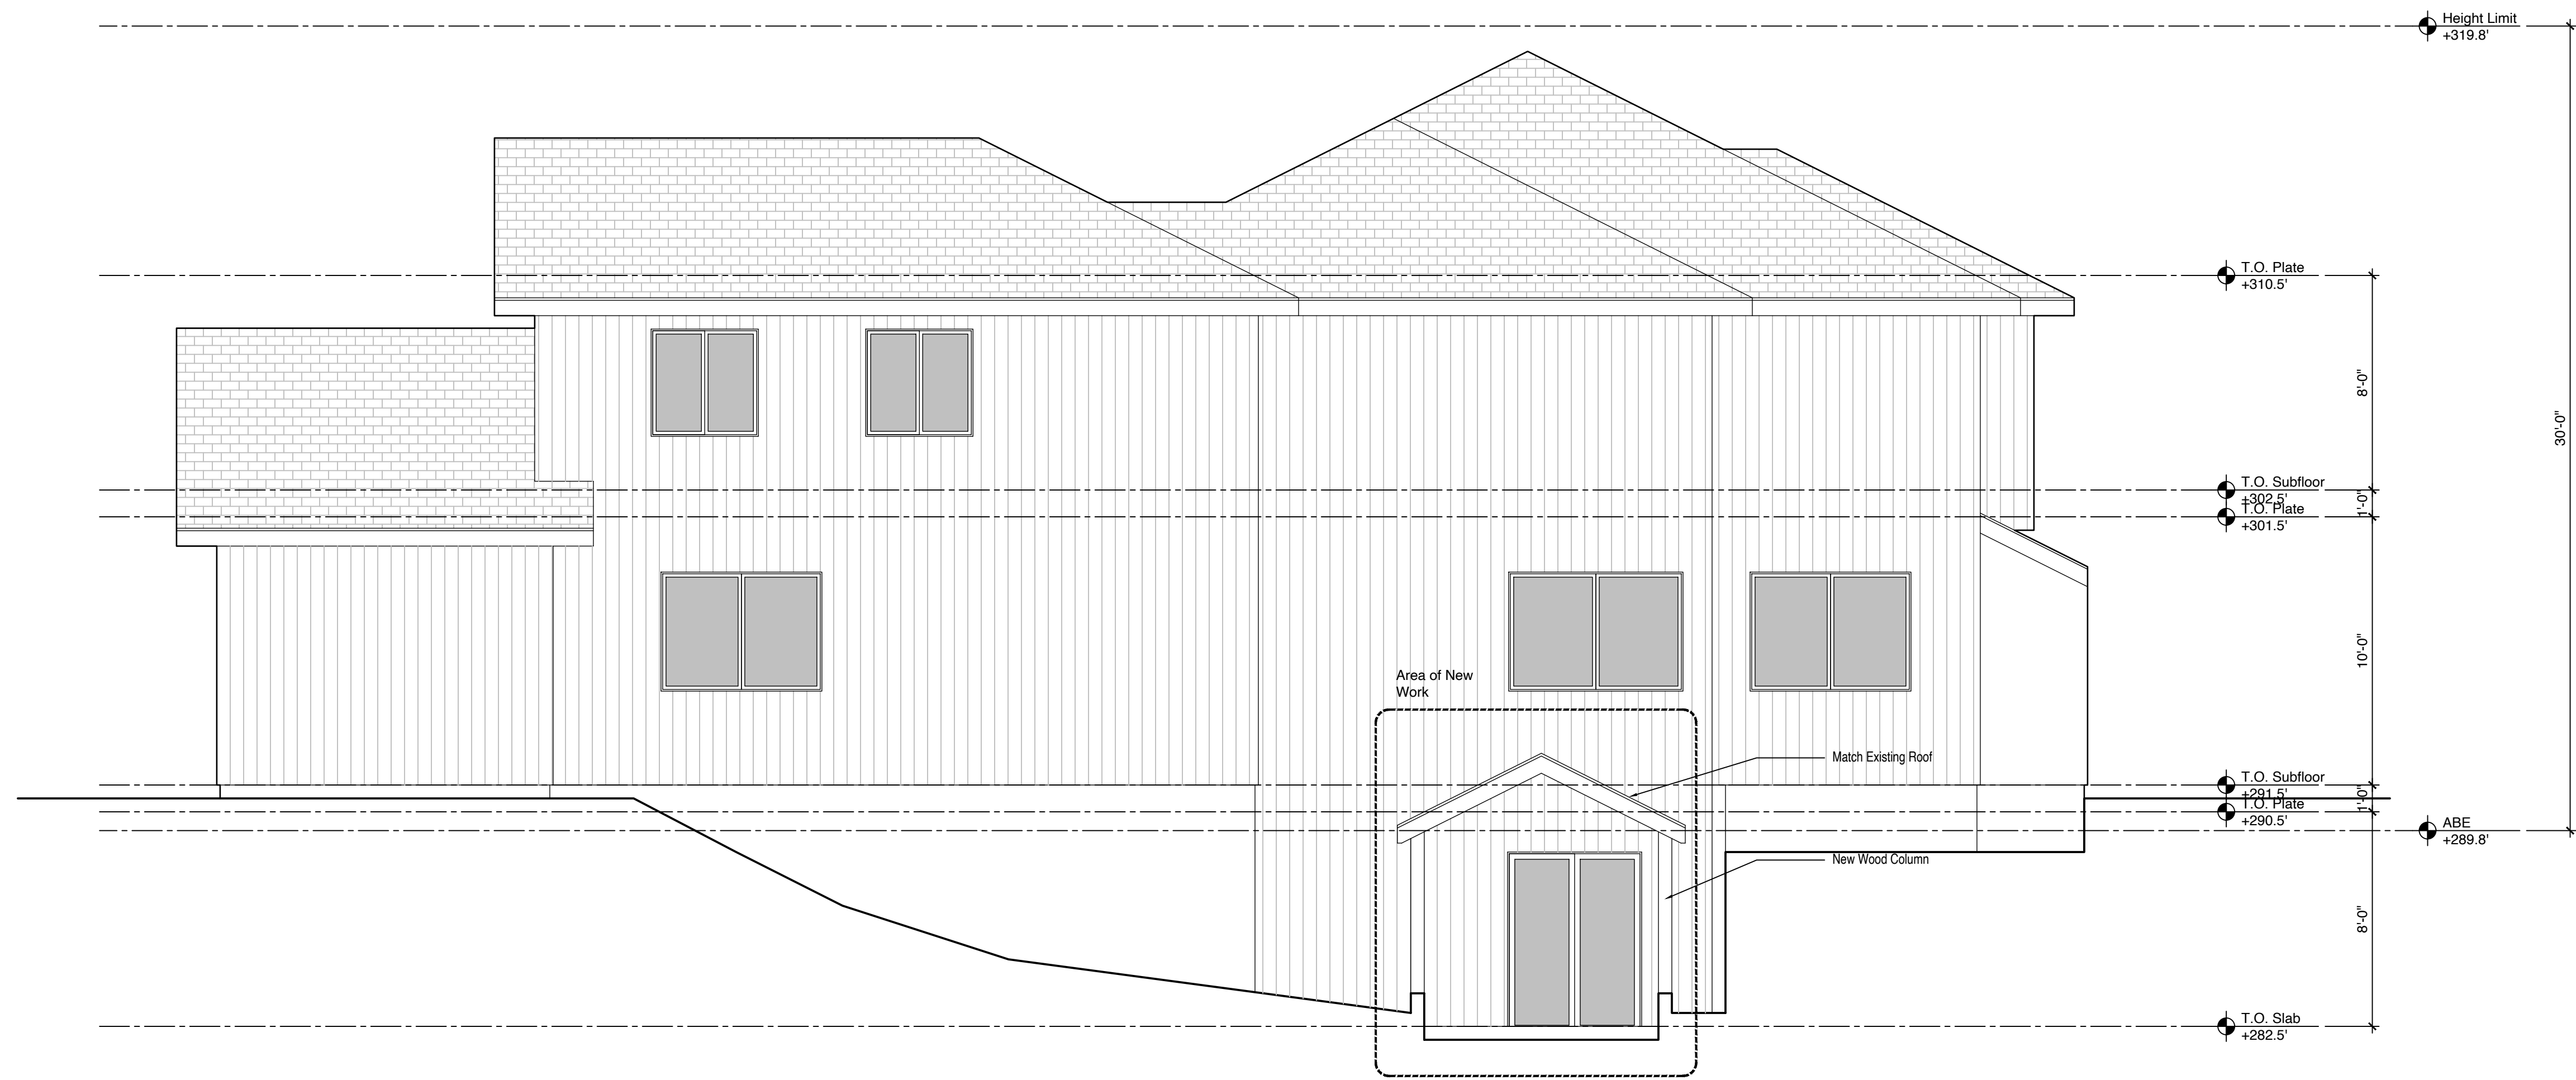 Height Limit
+319.8'
T.O. Plate
+310.5'
8'-0"
30'-0"
T.O. Subfloor
+302.5'
1'-0"
T.O. Plate
+301.5'
10'-0"
Area of New
Work
Match Existing Roof
T.O. Subfloor
+291.5'
1'-0"
T.O. Plate
+290.5'
ABE
+289.8'
New Wood Column
8'-0"
T.O. Slab
+282.5'